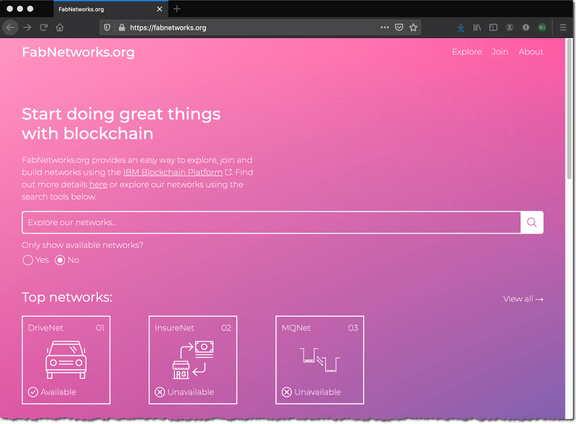 FabNetworks.org
https://fabnetworks.org
FabNetworks.org
Explore Join About
Start doing great things
with blockchain
FabNetworks.org provides an easy way to explore, join and
build networks using the IBM Blockchain Platform. Find
out more details here or explore our networks using the
search tools below.
Explore our networks...
Only show available networks?
Yes No
Top networks:
View all →
DriveNet 01
Available
InsureNet 02
Unavailable
MQNet 03
Unavailable